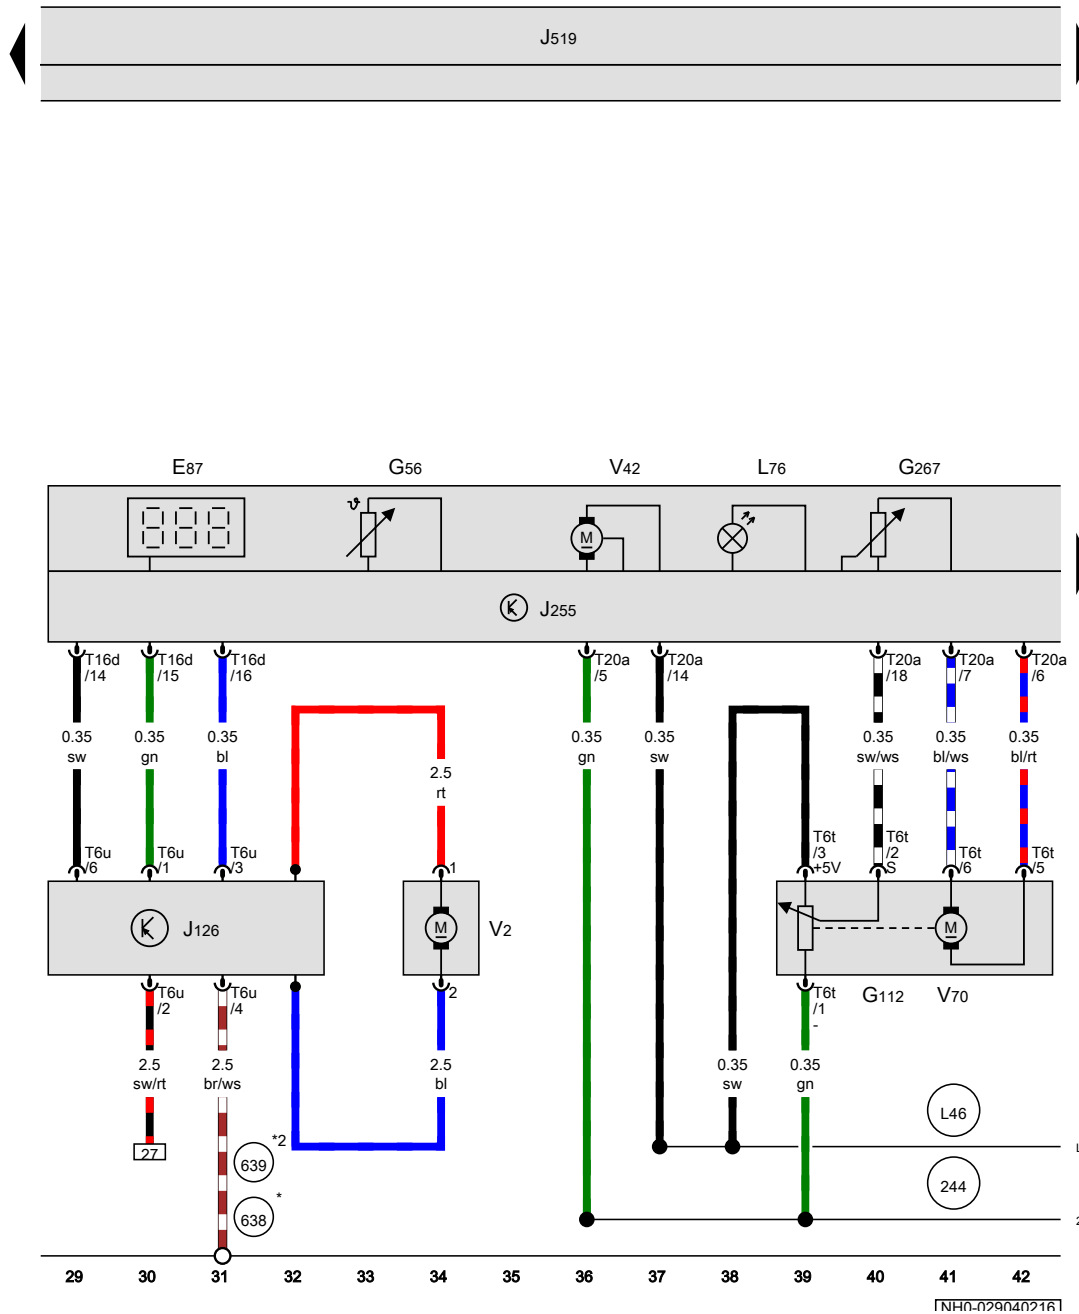 J519
E87 G56 V42 L76 G267
ϑ
M
J255
T16d T16d T16d T20a T20a T20a T20a T20a
/14 /15 /16 /5 /14 /18 /7 /6
0.35 0.35 0.35 0.35 0.35 0.35 0.35 0.35
sw gn bl gn sw sw/ws bl/ws bl/rt
2.5
rt
T6t T6t
/3 /2
+5V S
T6u T6u T6u T6t T6t
/6 /1 /3 1 /6 /5
J126 M V2 M
T6u T6u 2 T6t G112 V70
/2 /4 /1
-
2.5 2.5 2.5 0.35 0.35
sw/rt br/ws bl sw gn
L46
*2
27 639
L
244
*
638
2
29 30 31 32 33 34 35 36 37 38 39 40 41 42
NH0-029040216